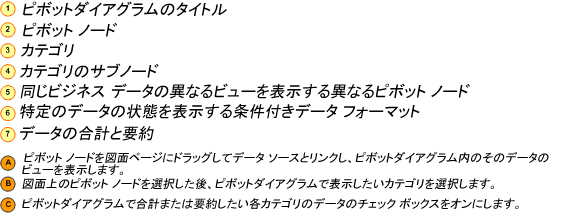 1 ピボットダイアグラムのタイトル
2 ピボット ノード
3 カテゴリ
4 カテゴリのサブノード
5 同じビジネス データの異なるビューを表示する異なるピボット ノード
6 特定のデータの状態を表示する条件付きデータ フォーマット
7 データの合計と要約
A ピボット ノードを図面ページにドラッグしてデータ ソースとリンクし、ピボットダイアグラム内のそのデータの
ビューを表示します。
B 図面上のピボット ノードを選択した後、ピボットダイアグラムで表示したいカテゴリを選択します。
C ピボットダイアグラムで合計または要約したい各カテゴリのデータのチェック ボックスをオンにします。